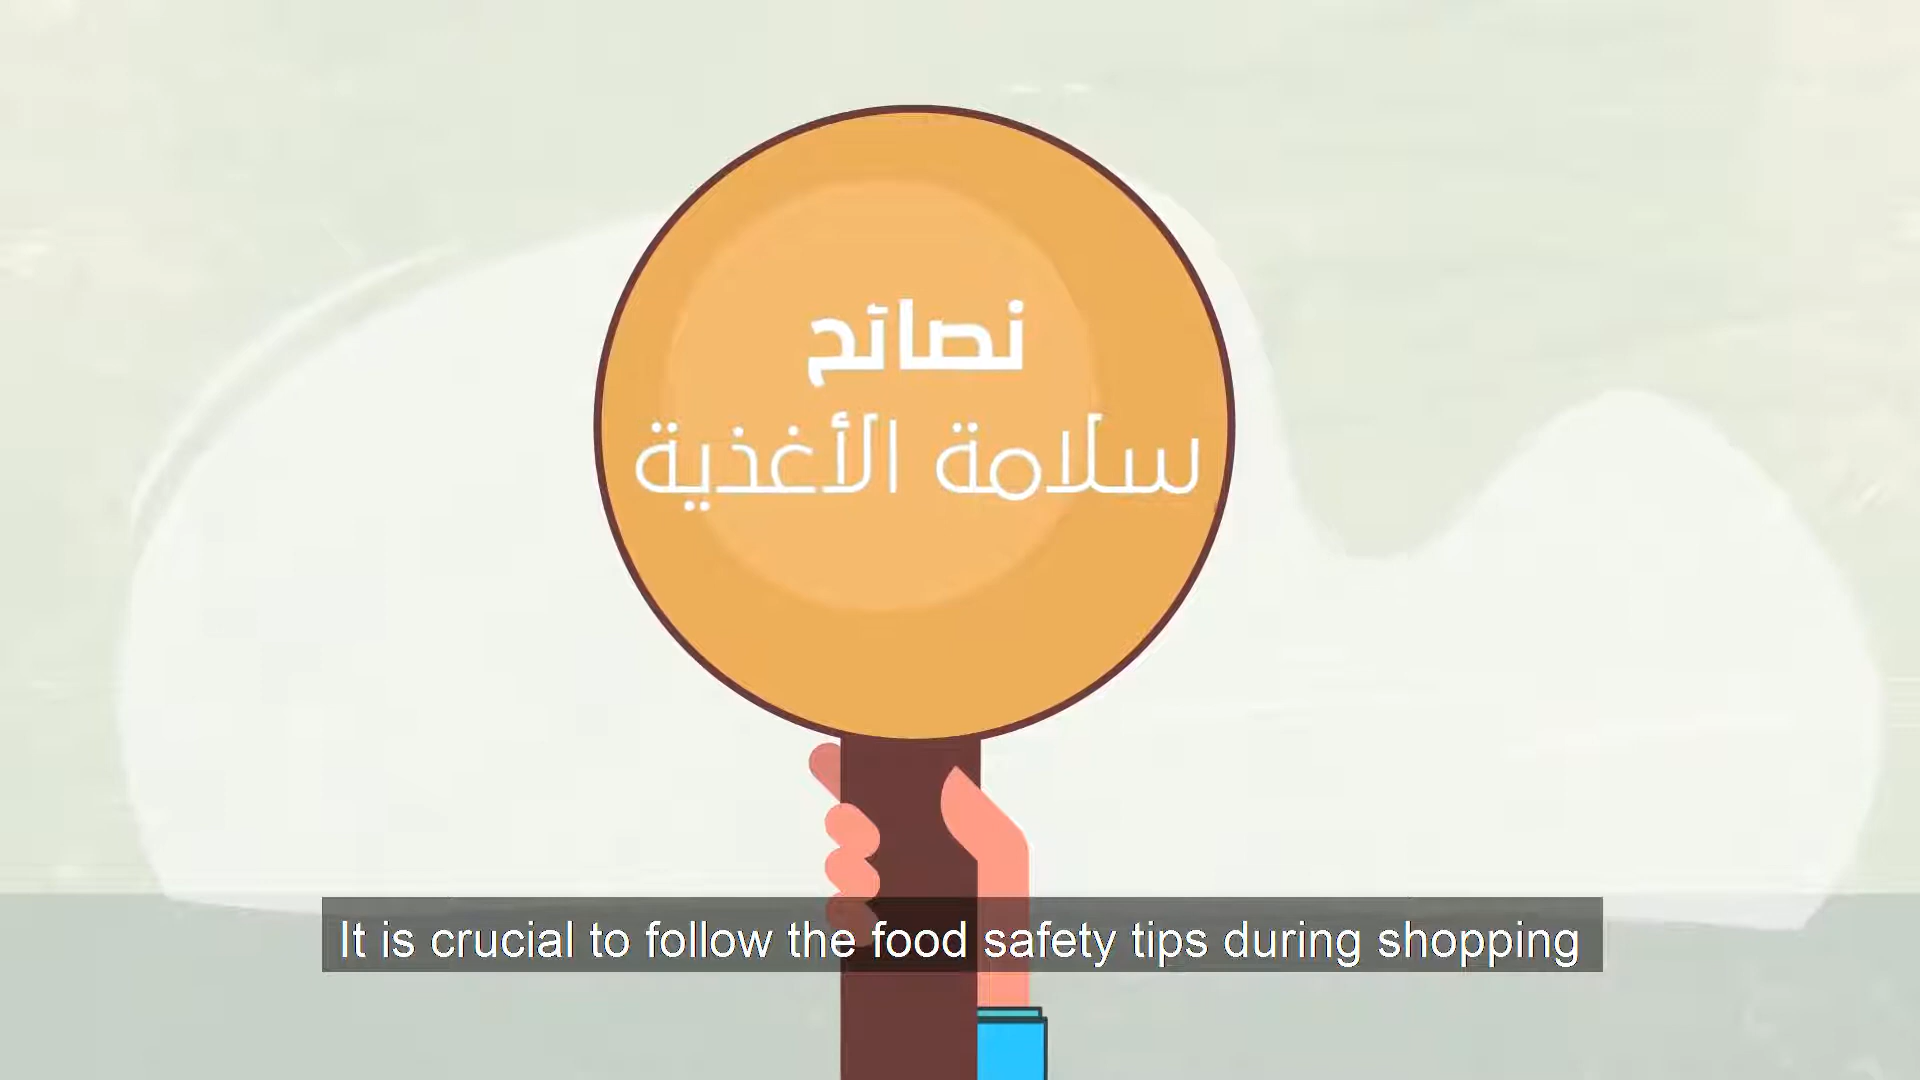 نصائح
سلامة الأغذية
It is crucial to follow the food safety tips during shopping